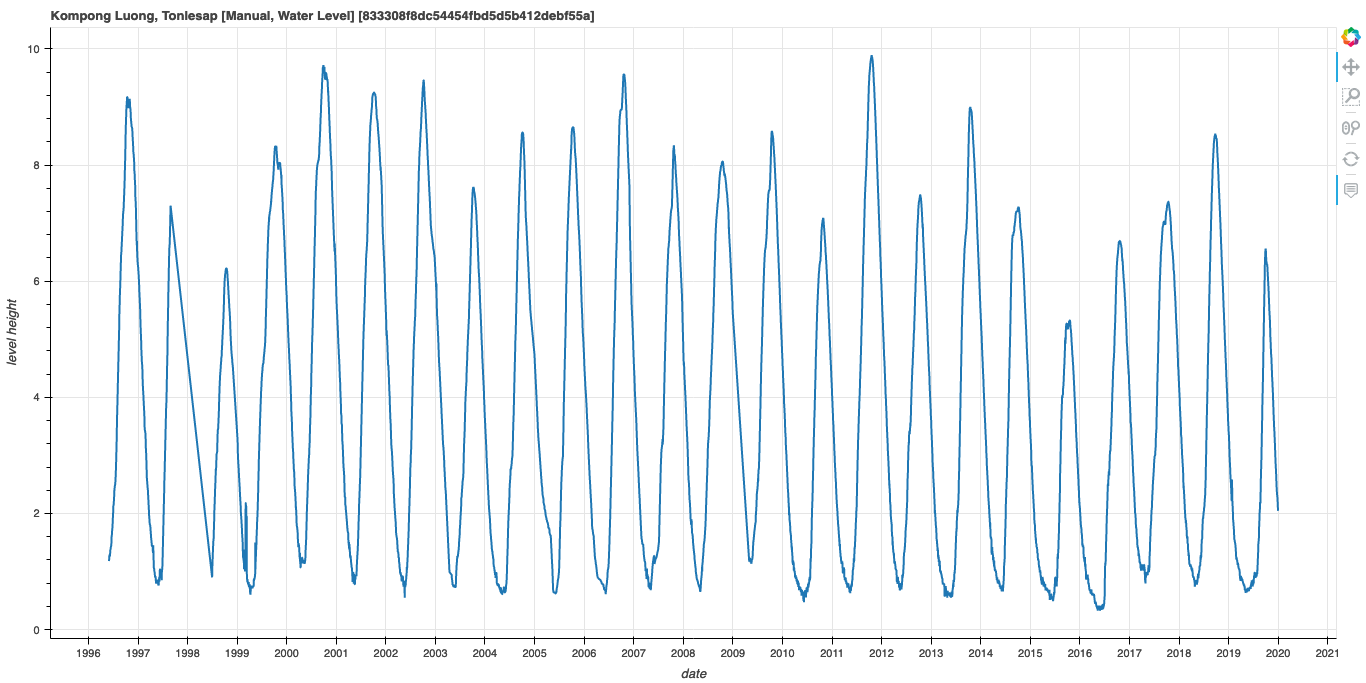 Kompong Luong, Tonlesap [Manual, Water Level] [833308f8dc54454fbd5d5b412debf55a]
10
8
6
4
2
0
level height
1996 1997 1998 1999 2000 2001 2002 2003 2004 2005 2006 2007 2008 2009 2010 2011 2012 2013 2014 2015 2016 2017 2018 2019 2020 2021
date